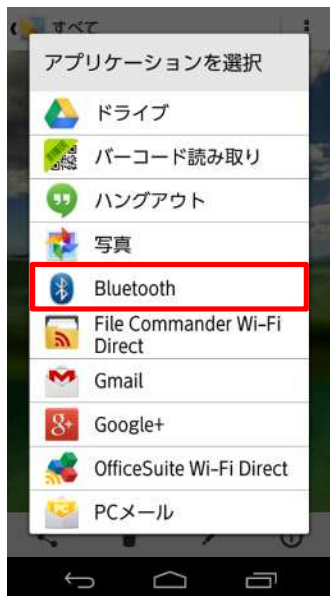 すべて
アプリケーションを選択
ドライブ
バーコード読み取り
ハングアウト
写真
Bluetooth
File Commander Wi-Fi
Direct
Gmail
8+
Google+
OfficeSuite Wi-Fi Direct
PCメール